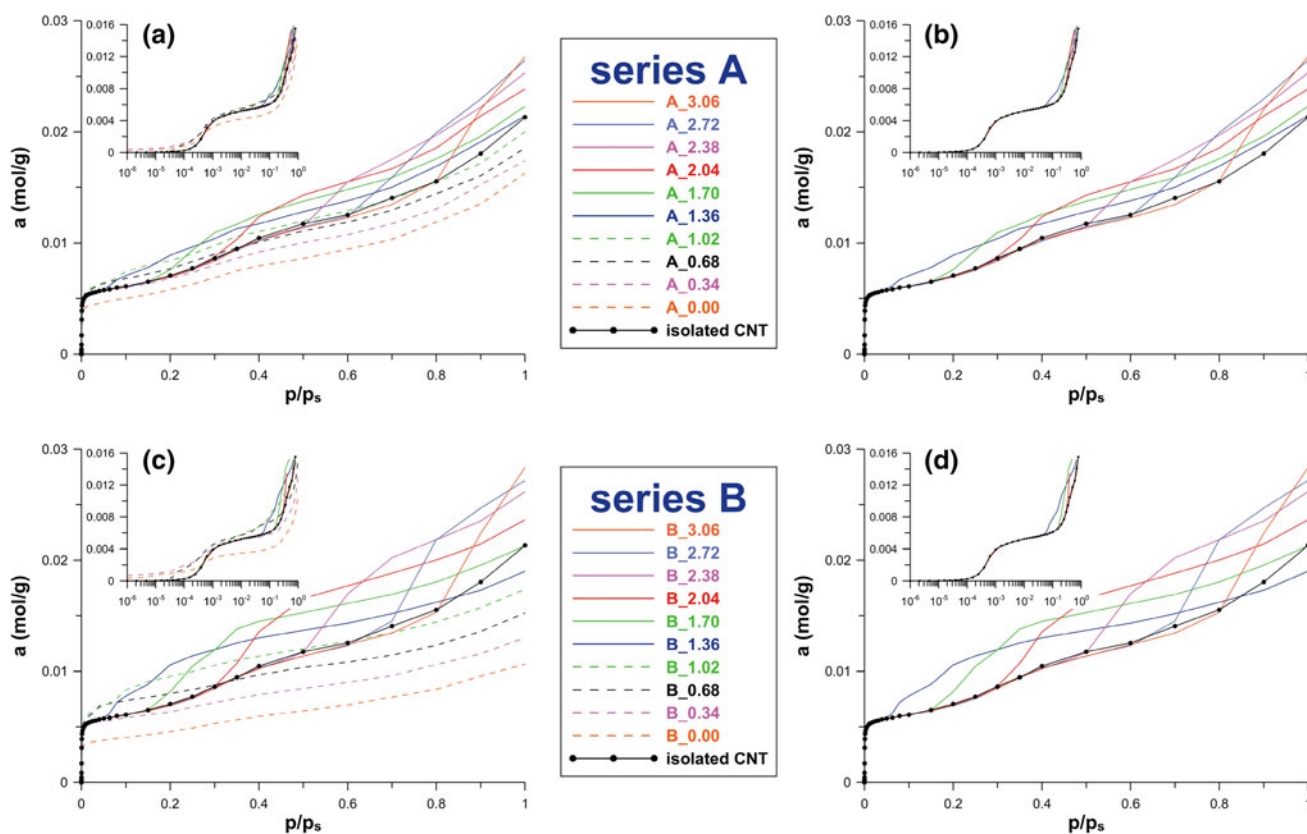 (a)
0.03
0.02
0.01
0
a (mol/g)
0.016
0.012
0.008
0.004
0
10-6 10-5 10-4 10-3 10-2 10-1 100
0 0.2 0.4 0.6 0.8 1
p/ps
series A
A_3.06
A_2.72
A_2.38
A_2.04
A_1.70
A_1.36
A_1.02
A_0.68
A_0.34
A_0.00
isolated CNT
(b)
0.03
0.02
0.01
0
a (mol/g)
0.016
0.012
0.008
0.004
0
10-6 10-5 10-4 10-3 10-2 10-1 100
0 0.2 0.4 0.6 0.8 1
p/ps
(c)
0.03
0.02
0.01
0
a (mol/g)
0.016
0.012
0.008
0.004
0
10-6 10-5 10-4 10-3 10-2 10-1 100
0 0.2 0.4 0.6 0.8 1
p/ps
series B
B_3.06
B_2.72
B_2.38
B_2.04
B_1.70
B_1.36
B_1.02
B_0.68
B_0.34
B_0.00
isolated CNT
(d)
0.03
0.02
0.01
0
a (mol/g)
0.016
0.012
0.008
0.004
0
10-6 10-5 10-4 10-3 10-2 10-1 100
0 0.2 0.4 0.6 0.8 1
p/ps